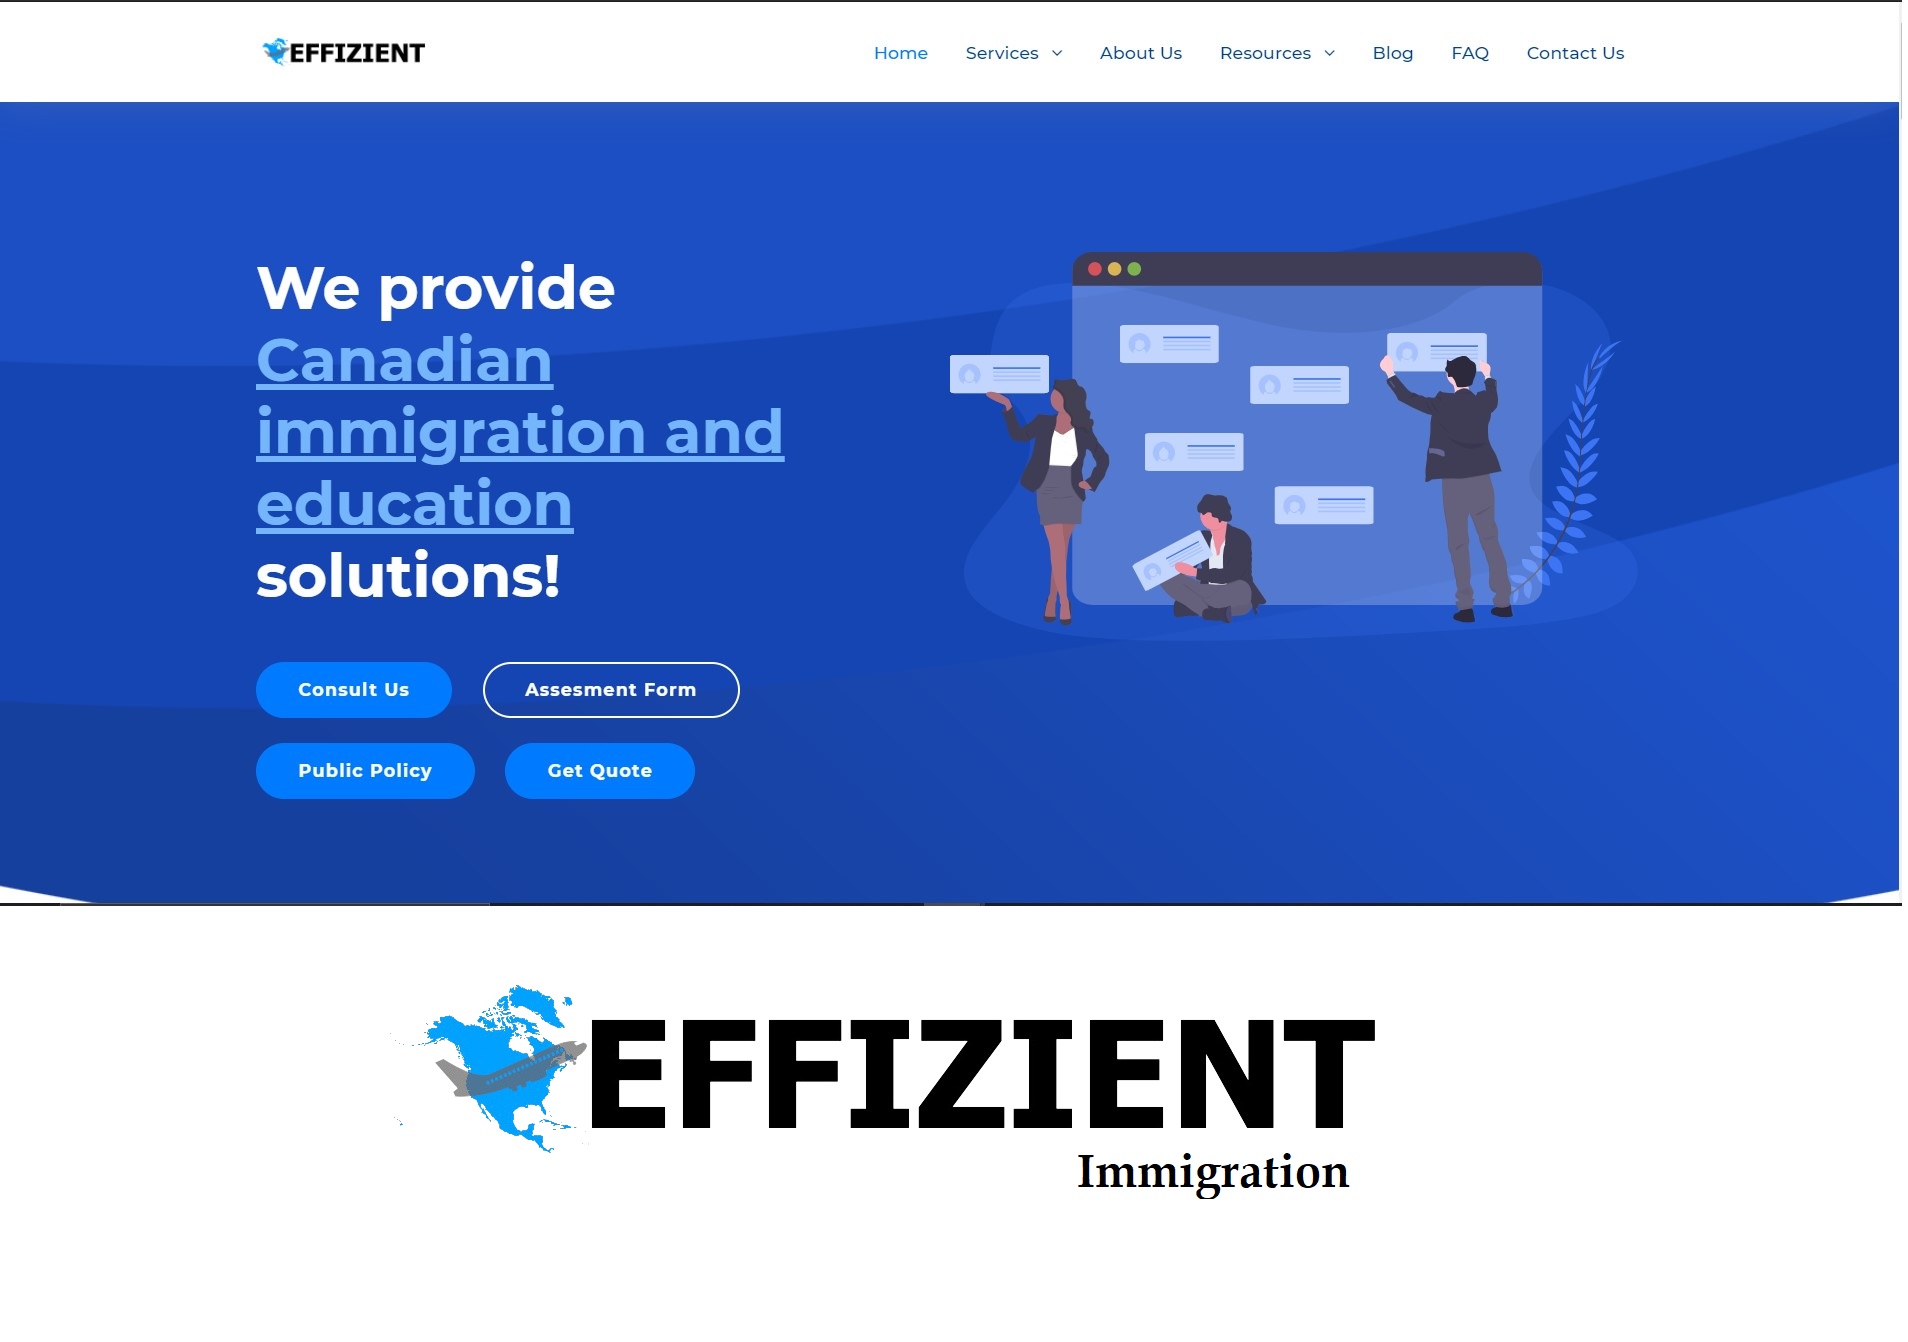 EFFIZIENT
Home Services About Us Resources Blog FAQ Contact Us
We provide
Canadian
immigration and
education
solutions!
Consult Us Assesment Form
Public Policy Get Quote
EFFIZIENT
Immigration